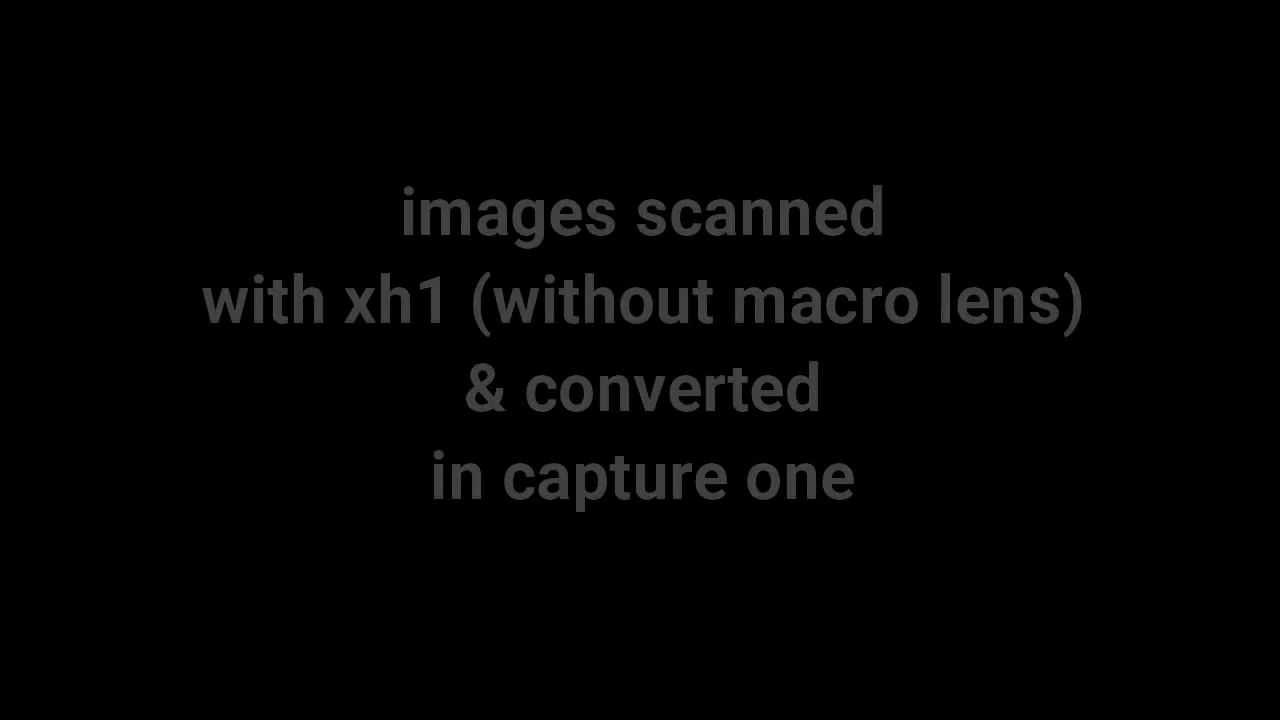 images scanned
with xh1 (without macro lens)
& converted
in capture one